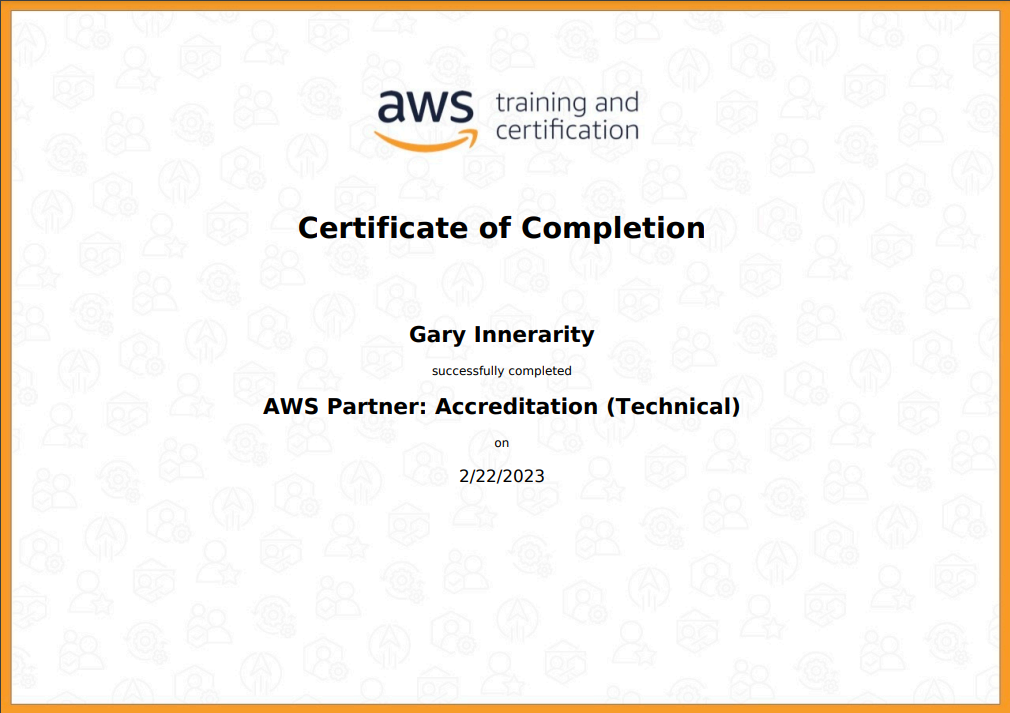 aws training and
certification
Certificate of Completion
Gary Innerarity
successfully completed
AWS Partner: Accreditation (Technical)
on
2/22/2023